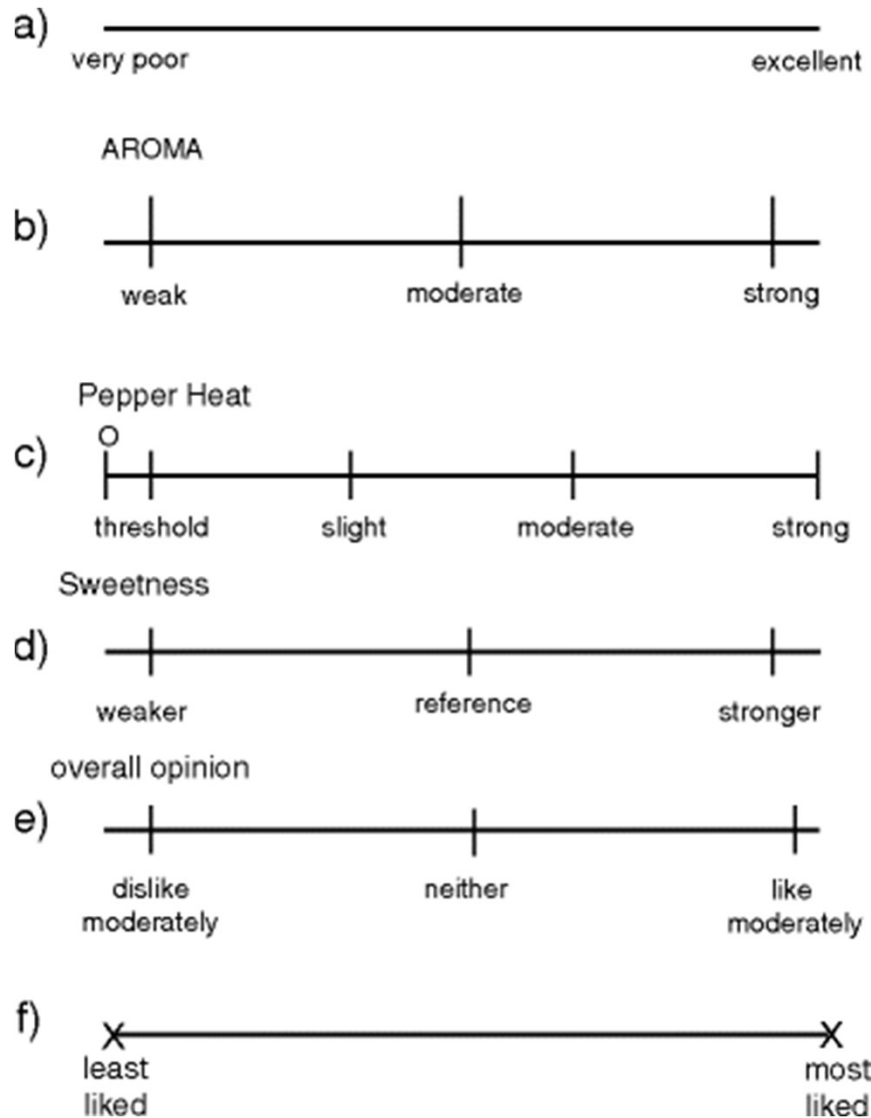 a)
very poor excellent
AROMA
b)
weak moderate strong
Pepper Heat
O
c)
threshold slight moderate strong
Sweetness
d)
weaker reference stronger
overall opinion
e)
dislike neither like
moderately moderately
f)
X X
least most
liked liked